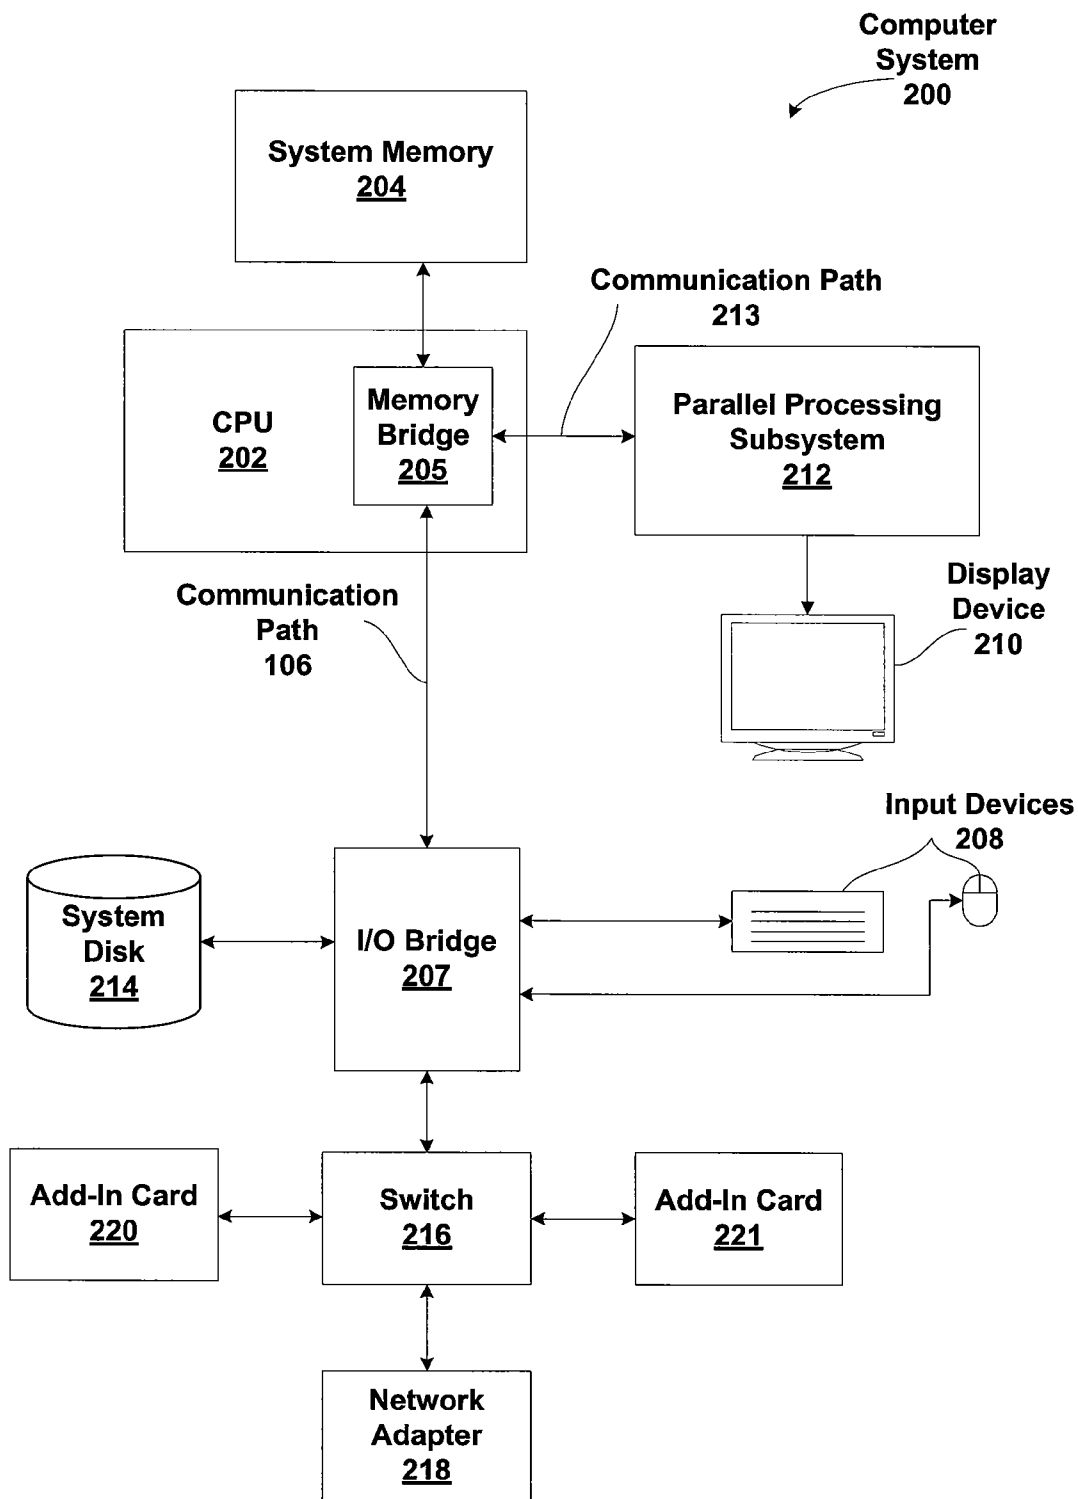 Computer
System
200
System Memory
204
Communication Path
213
CPU
202
Memory
Bridge
205
Parallel Processing
Subsystem
212
Communication
Path
106
Display
Device
210
Input Devices
208
System
Disk
214
I/O Bridge
207
Add-In Card
220
Switch
216
Add-In Card
221
Network
Adapter
218